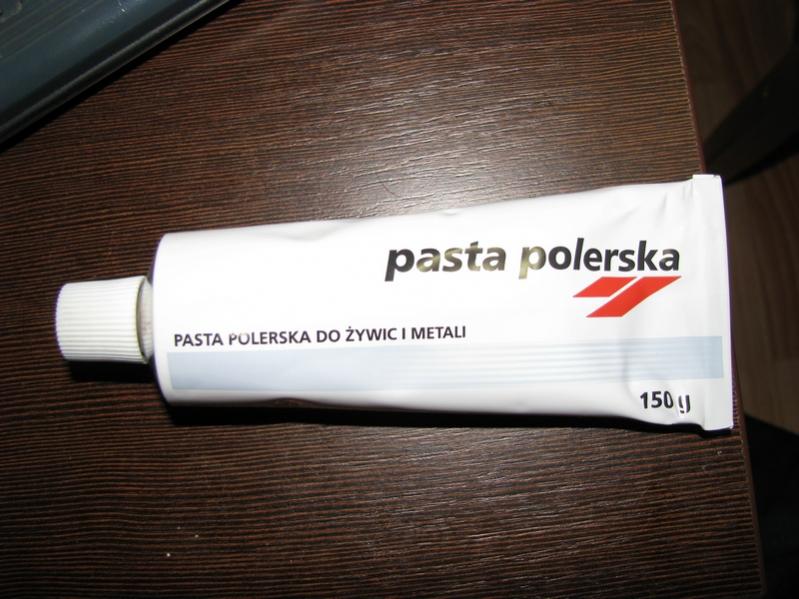 pasta polerska
PASTA POLERSKA DO ŻYWIC I METALI
150 g